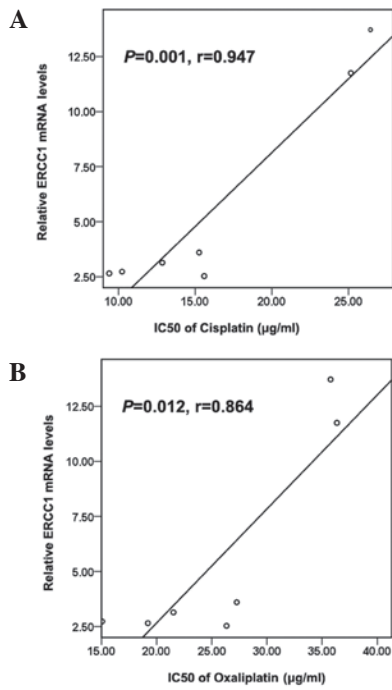 A
P=0.001, r=0.947
Relative ERCC1 mRNA levels
12.50
10.00
7.50
5.00
2.50
10.00 15.00 20.00 25.00
IC50 of Cisplatin (µg/ml)
B
P=0.012, r=0.864
Relative ERCC1 mRNA levels
12.50
10.00
7.50
5.00
2.50
15.00 20.00 25.00 30.00 35.00 40.00
IC50 of Oxaliplatin (µg/ml)